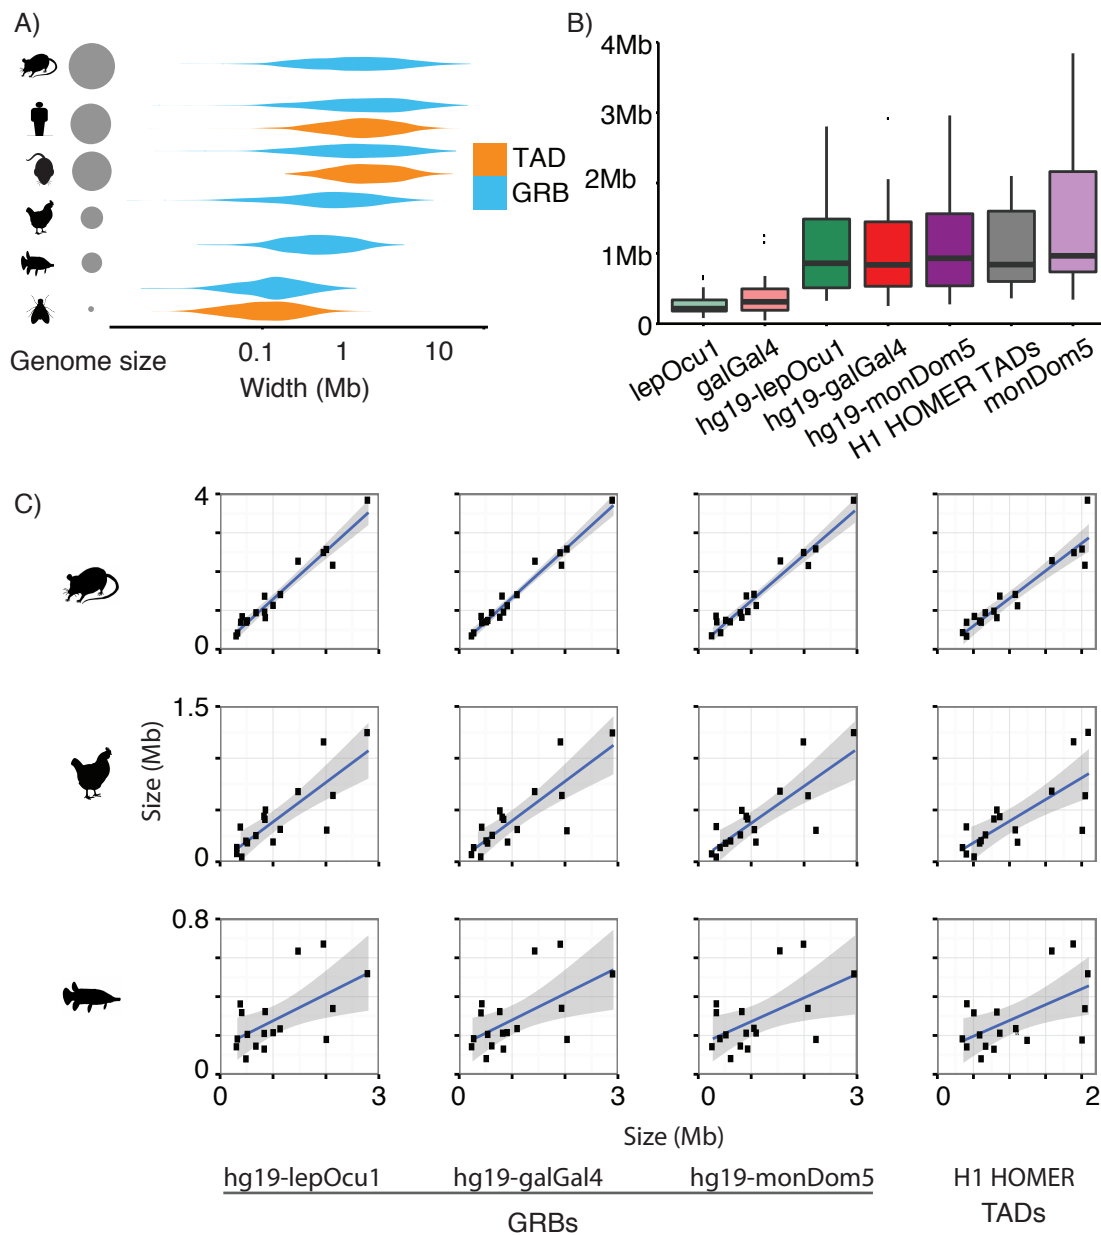 A)
TAD
GRB
0.1 1 10
Genome size
Width (Mb)
B)
4Mb
3Mb
2Mb
1Mb
0
lepOcu1
galGal4
hg19-lepOcu1
hg19-galGal4
hg19-monDom5
H1 HOMER TADs
monDom5
C)
4
0
1.5
0
0.8
0
Size (Mb)
0 3 0 3 0 3 0 2
Size (Mb)
hg19-lepOcu1 hg19-galGal4 hg19-monDom5 H1 HOMER
GRBs TADs